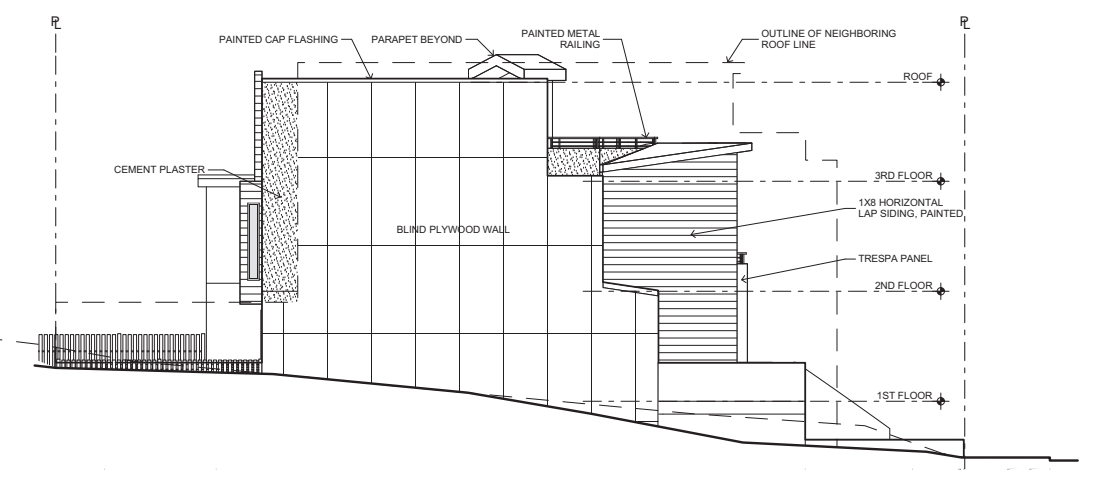 PL
PL
PAINTED CAP FLASHING
PARAPET BEYOND
PAINTED METAL
RAILING
OUTLINE OF NEIGHBORING
ROOF LINE
ROOF
CEMENT PLASTER
3RD FLOOR
1X8 HORIZONTAL
LAP SIDING, PAINTED
BLIND PLYWOOD WALL
TRESPA PANEL
2ND FLOOR
1ST FLOOR